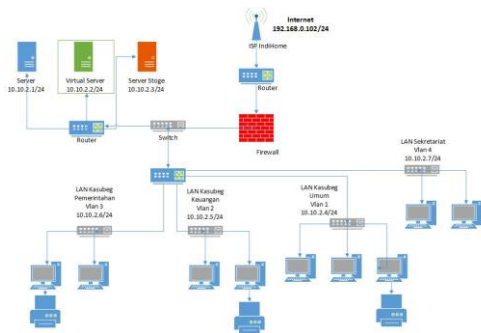 Internet
192.168.0.102/24
ISP IndiHome
Router
Firewall
Server
10.10.2.1/24
Virtual Server
10.10.2.2/24
Server Stoge
10.10.2.3/24
Router
Switch
LAN Sekretariat
Vlan 4
10.10.2.7/24
LAN Kasubeg
Pemerintahan
Vlan 3
10.10.2.6/24
LAN Kasubeg
Keuangan
Vlan 2
10.10.2.5/24
LAN Kasubeg
Umum
Vlan 1
10.10.2.4/24